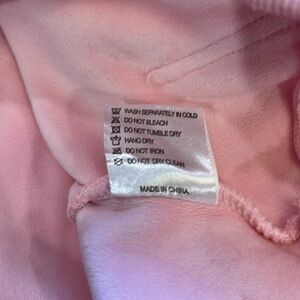 WASH SEPARATELY IN COLD
DO NOT BLEACH
DO NOT TUMBLE DRY
HANG DRY
DO NOT IRON
DO NOT DRY CLEAN
MADE IN CHINA